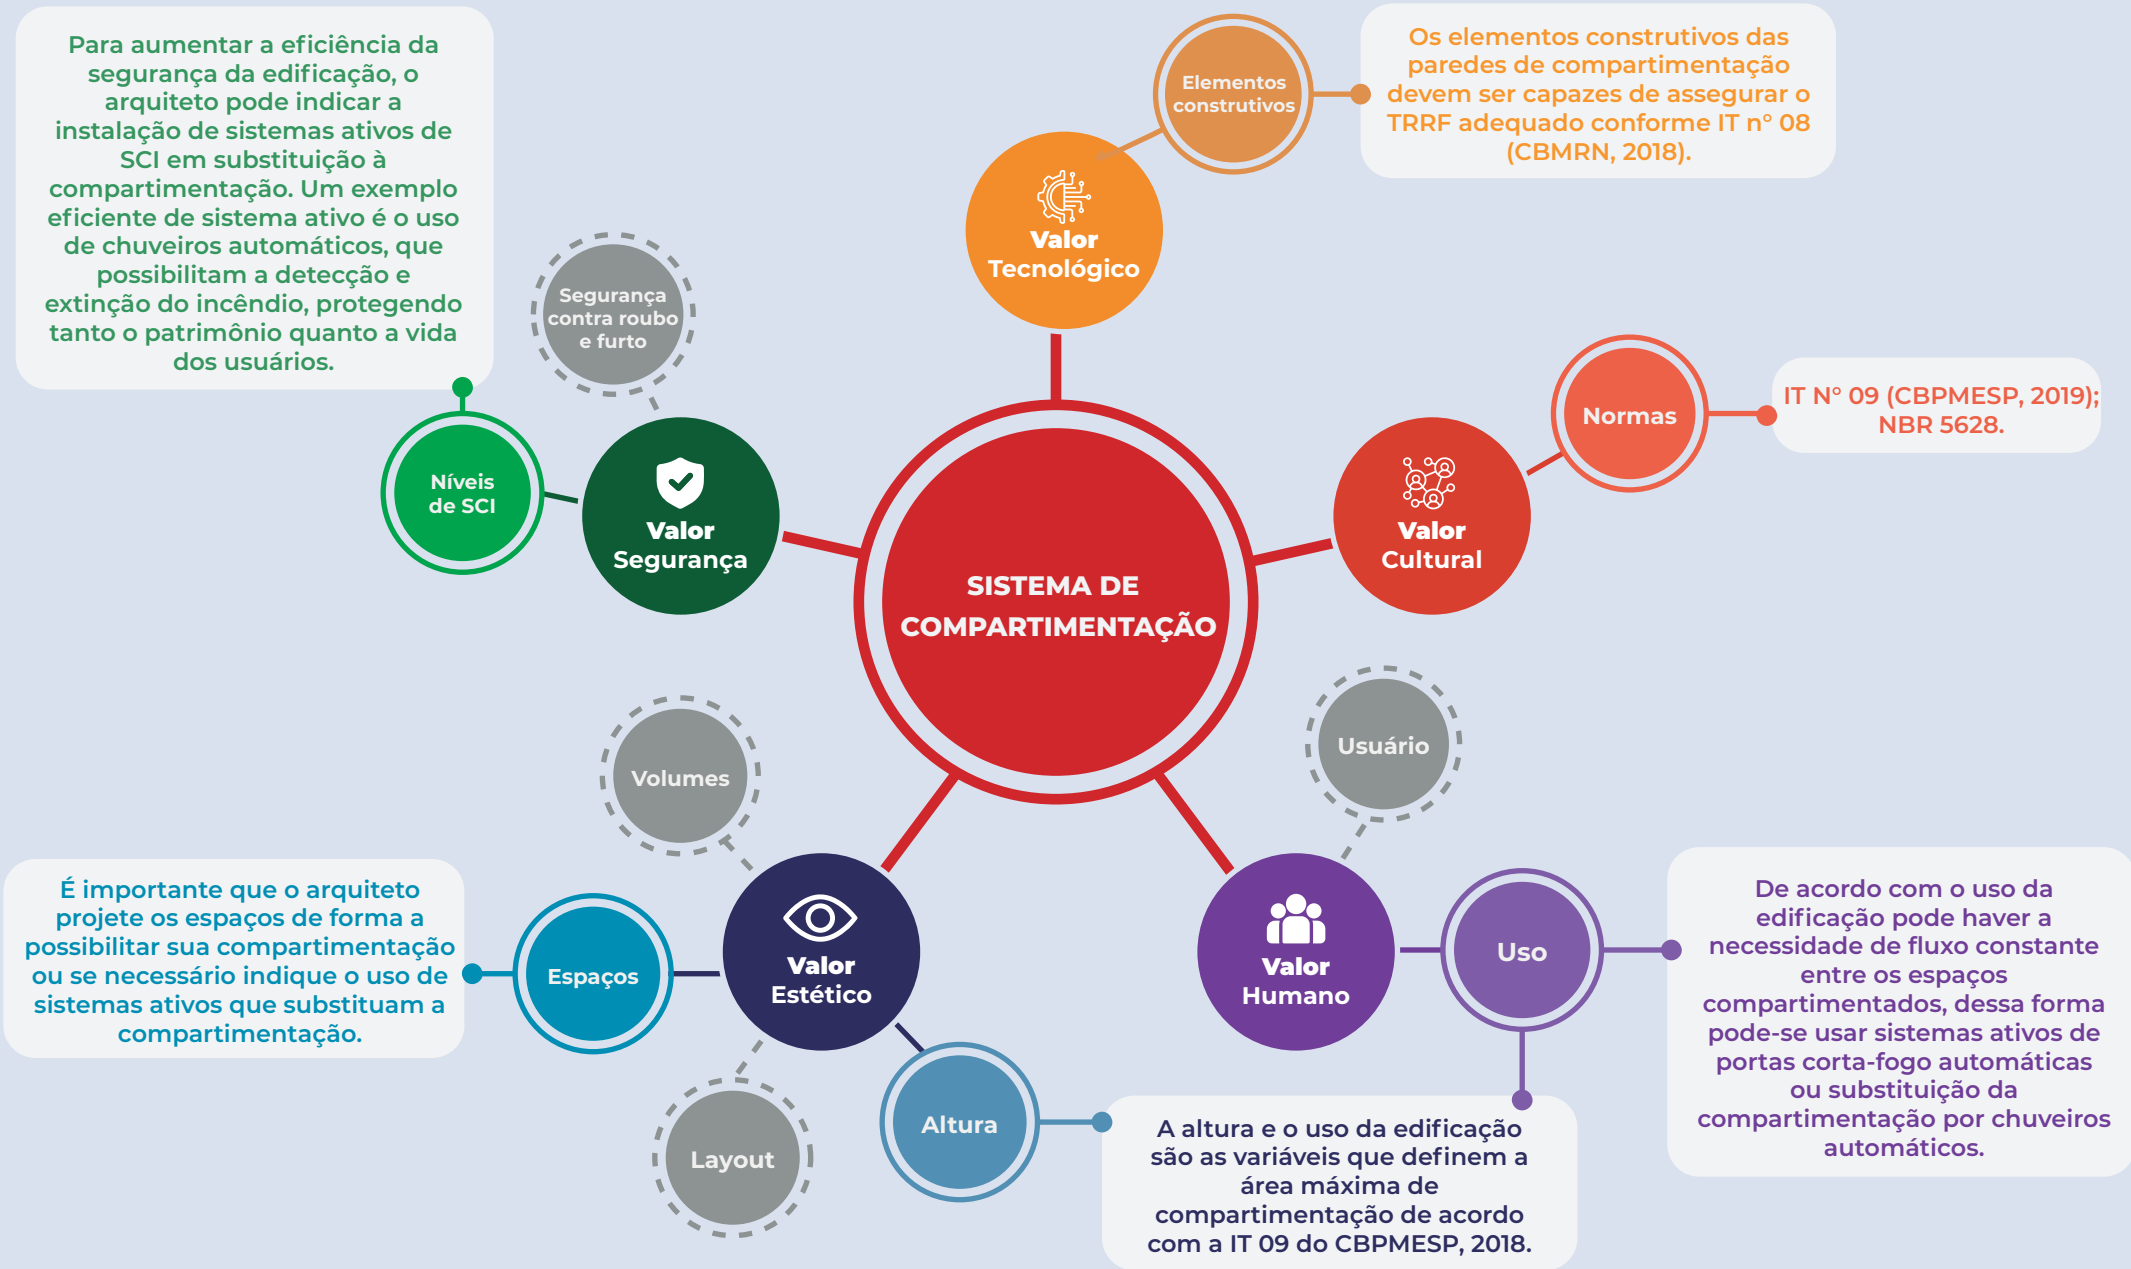 Para aumentar a eficiência da
segurança da edificação, o
arquiteto pode indicar a
instalação de sistemas ativos de
SCI em substituição à
compartimentação. Um exemplo
eficiente de sistema ativo é o uso
de chuveiros automáticos, que
possibilitam a detecção e
extinção do incêndio, protegendo
tanto o patrimônio quanto a vida
dos usuários.
Elementos
construtivos
Os elementos construtivos das
paredes de compartimentação
devem ser capazes de assegurar o
TRRF adequado conforme IT n° 08
(CBMRN, 2018).
Valor
Tecnológico
Segurança
contra roubo
e furto
Níveis
de SCI
Valor
Segurança
Normas
IT N° 09 (CBPMESP, 2019);
NBR 5628.
Valor
Cultural
SISTEMA DE
COMPARTIMENTAÇÃO
Volumes
Usuário
É importante que o arquiteto
projete os espaços de forma a
possibilitar sua compartimentação
ou se necessário indique o uso de
sistemas ativos que substituam a
compartimentação.
Espaços
Valor
Estético
Valor
Humano
Uso
De acordo com o uso da
edificação pode haver a
necessidade de fluxo constante
entre os espaços
compartimentados, dessa forma
pode-se usar sistemas ativos de
portas corta-fogo automáticas
ou substituição da
compartimentação por chuveiros
automáticos.
Layout
Altura
A altura e o uso da edificação
são as variáveis que definem a
área máxima de
compartimentação de acordo
com a IT 09 do CBPMESP, 2018.